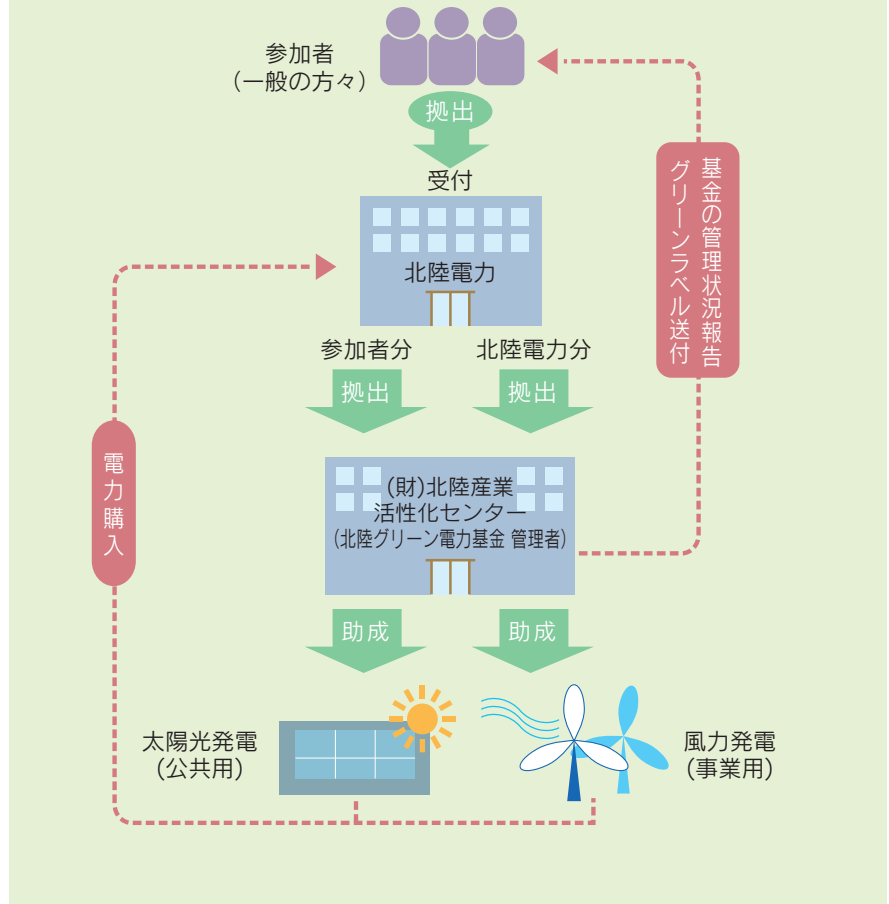 参加者
（一般の方々）
拠出
受付
北陸電力
基金の管理状況報告
グリーンラベル送付
参加者分
北陸電力分
拠出
拠出
電力購入
(財)北陸産業
活性化センター
(北陸グリーン電力基金 管理者)
助成
助成
太陽光発電
(公共用)
風力発電
(事業用)